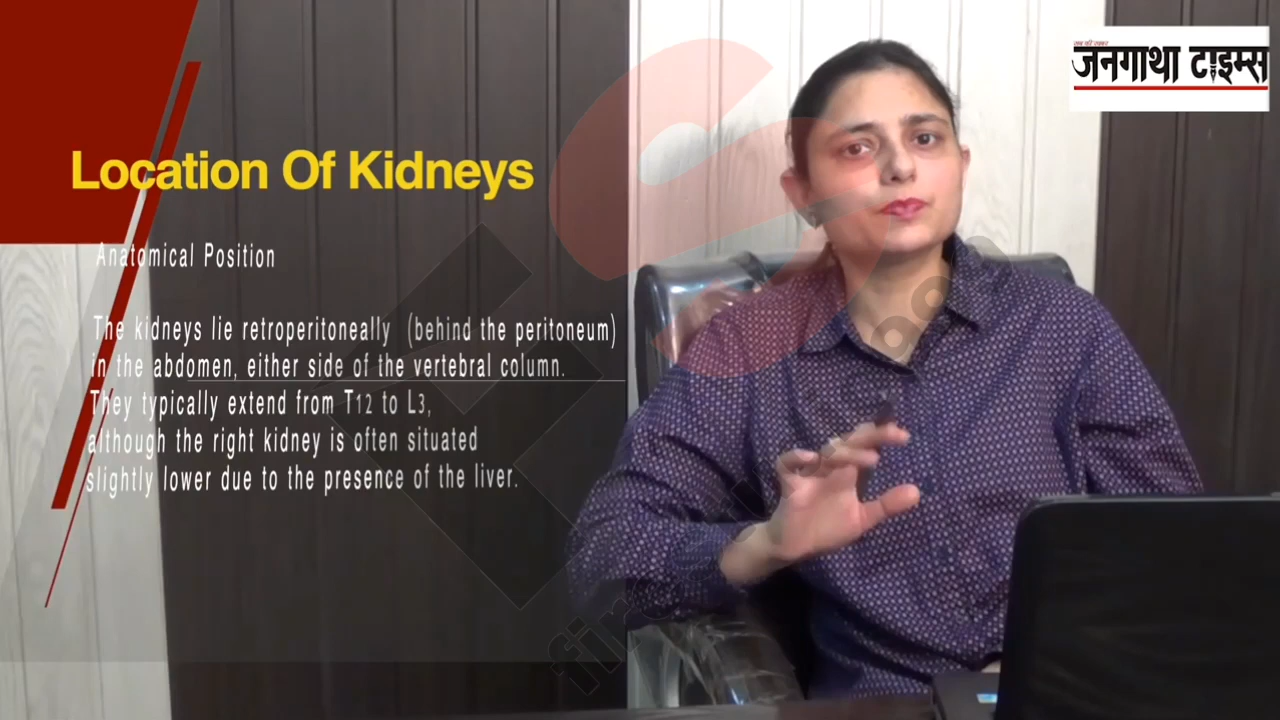 जनगाथा टाइम्स
Location Of Kidneys
Anatomical Position
The kidneys lie retroperitoneally (behind the peritoneum)
in the abdomen, either side of the vertebral column.
They typically extend from T12 to L3,
although the right kidney is often situated
slightly lower due to the presence of the liver.